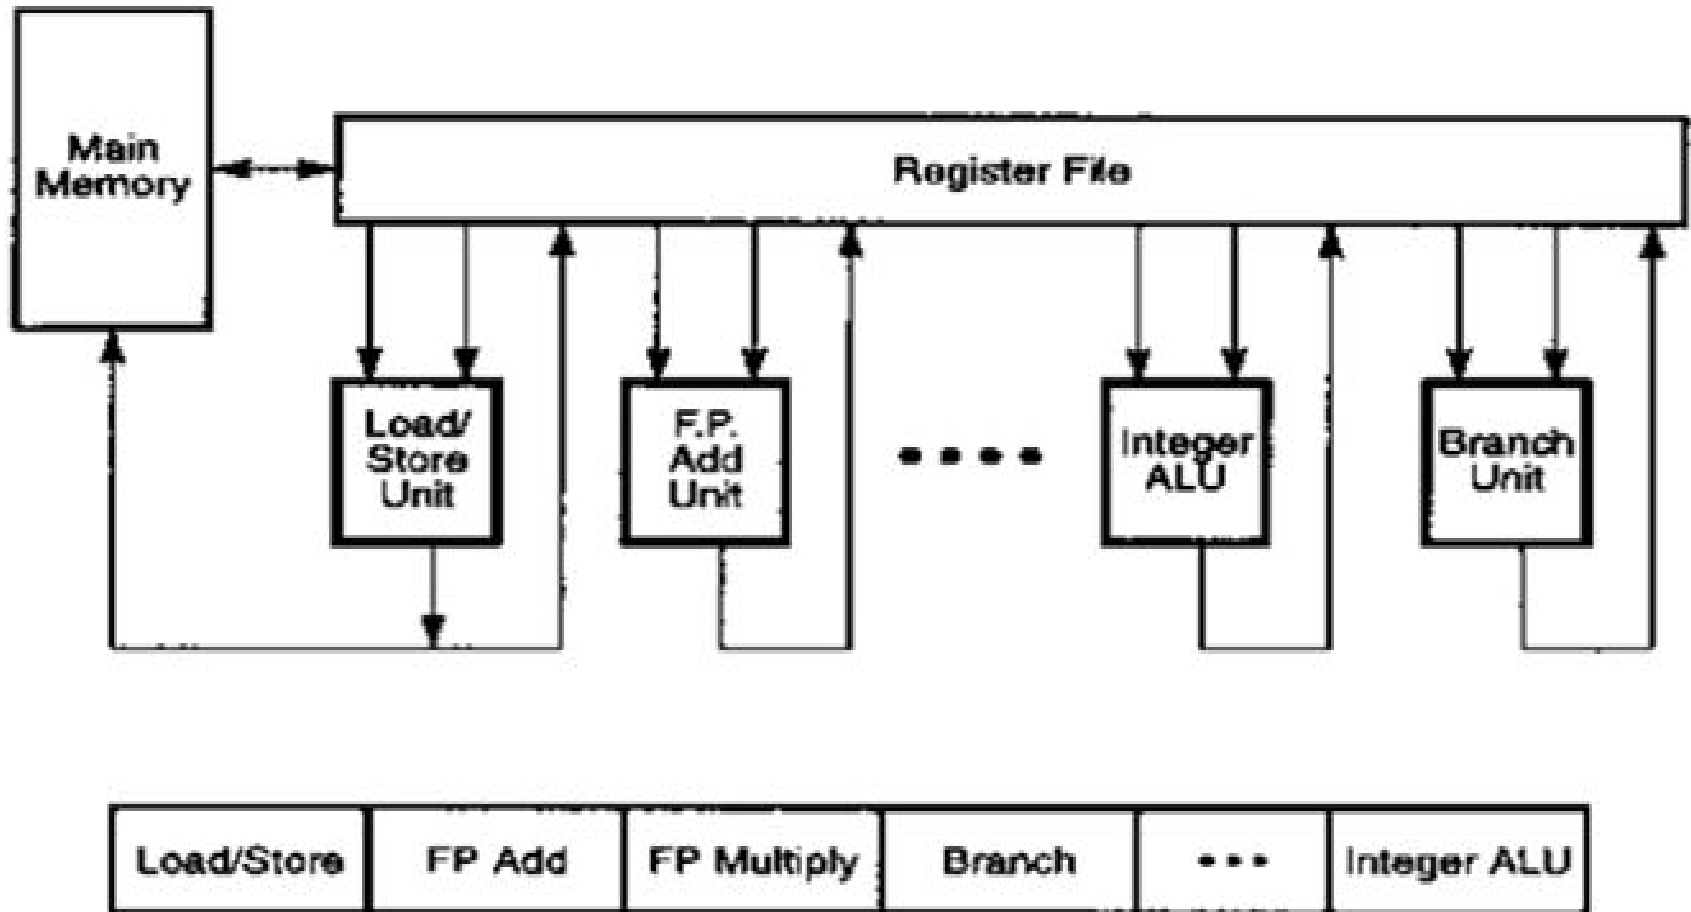 Main
Memory
Register File
Load/
Store
Unit
F.P.
Add
Unit
Integer
ALU
Branch
Unit
Load/Store FP Add FP Multiply Branch ••• Integer ALU